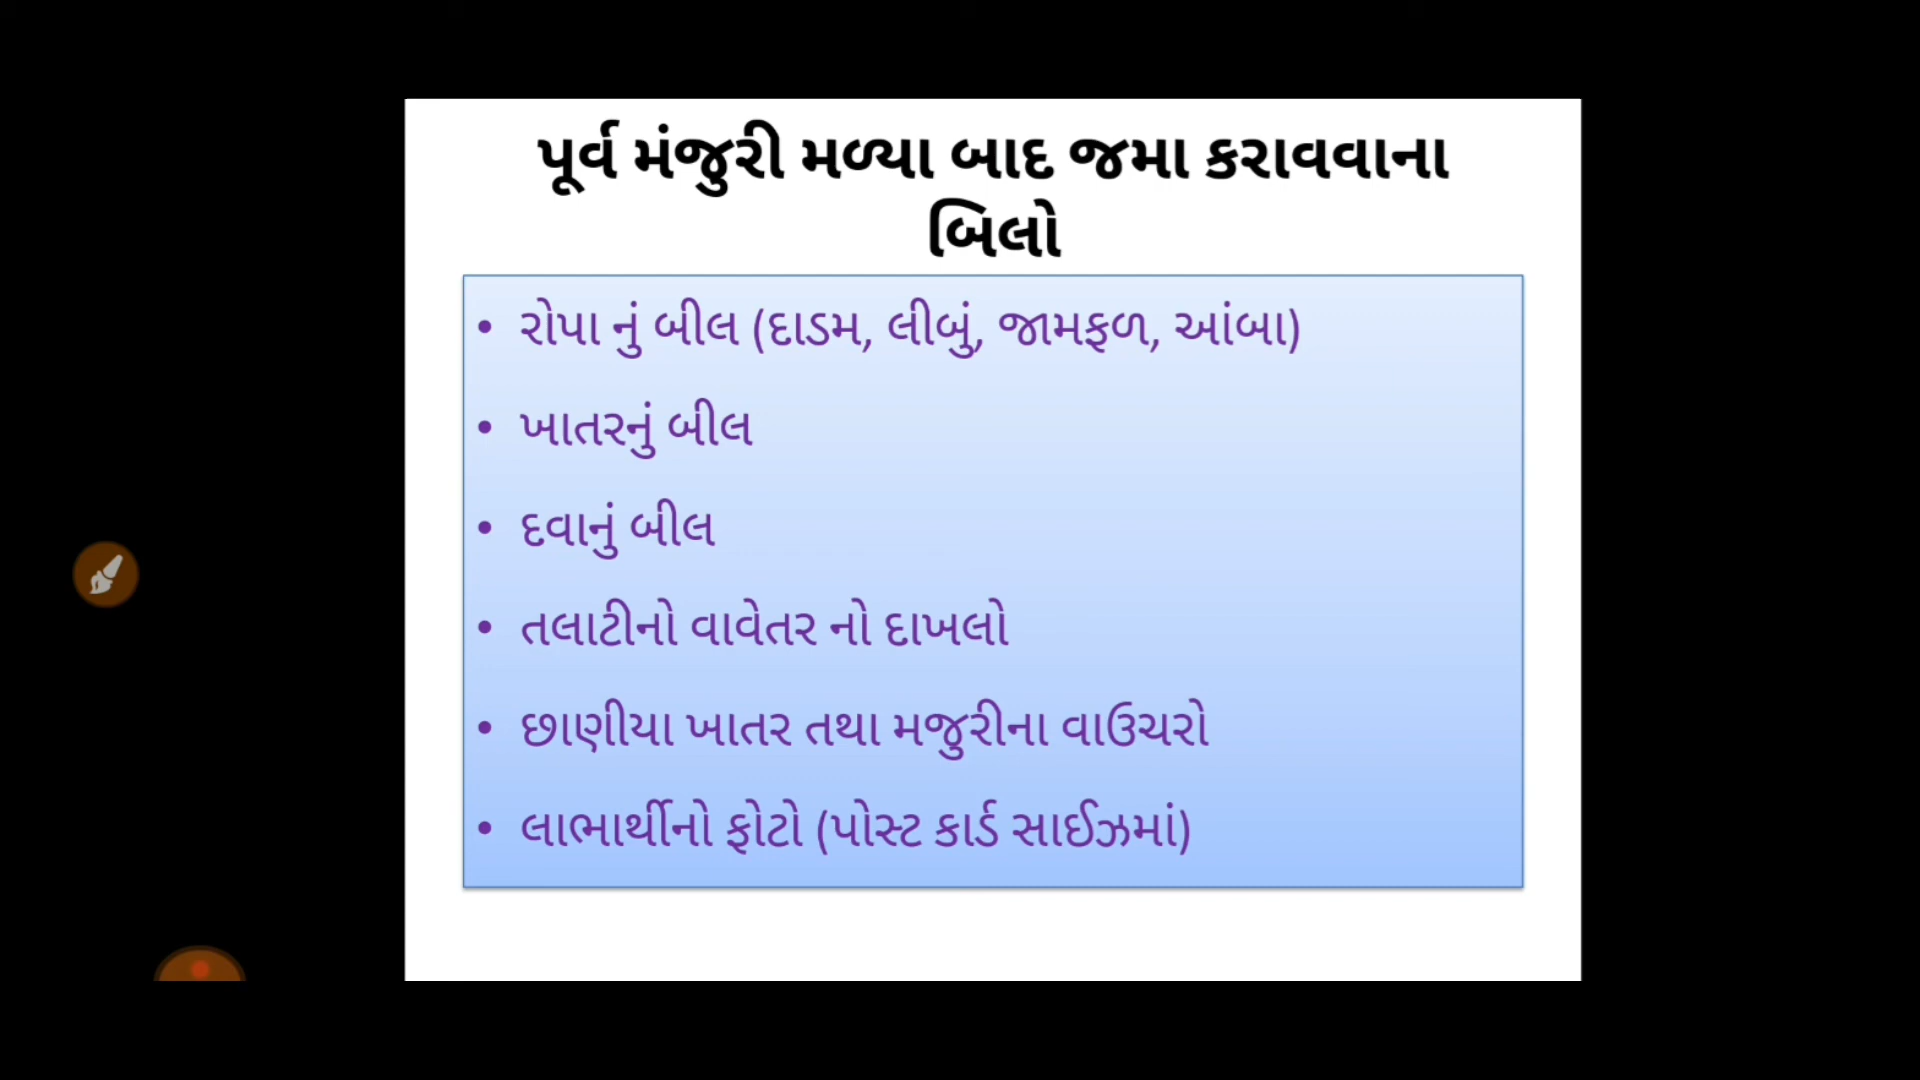 પૂર્વ મંજુરી મળ્યા બાદ જમા કરાવવાના
બિલો
• રોપા નું બીલ (દાડમ, લીબું, જામફળ, આંબા)
• ખાતરનું બીલ
• દવાનું બીલ
• તલાટીનો વાવેતર નો દાખલો
• છાણીયા ખાતર તથા મજુરીના વાઉચરો
• લાભાર્થીનો ફોટો (પોસ્ટ કાર્ડ સાઈઝમાં)